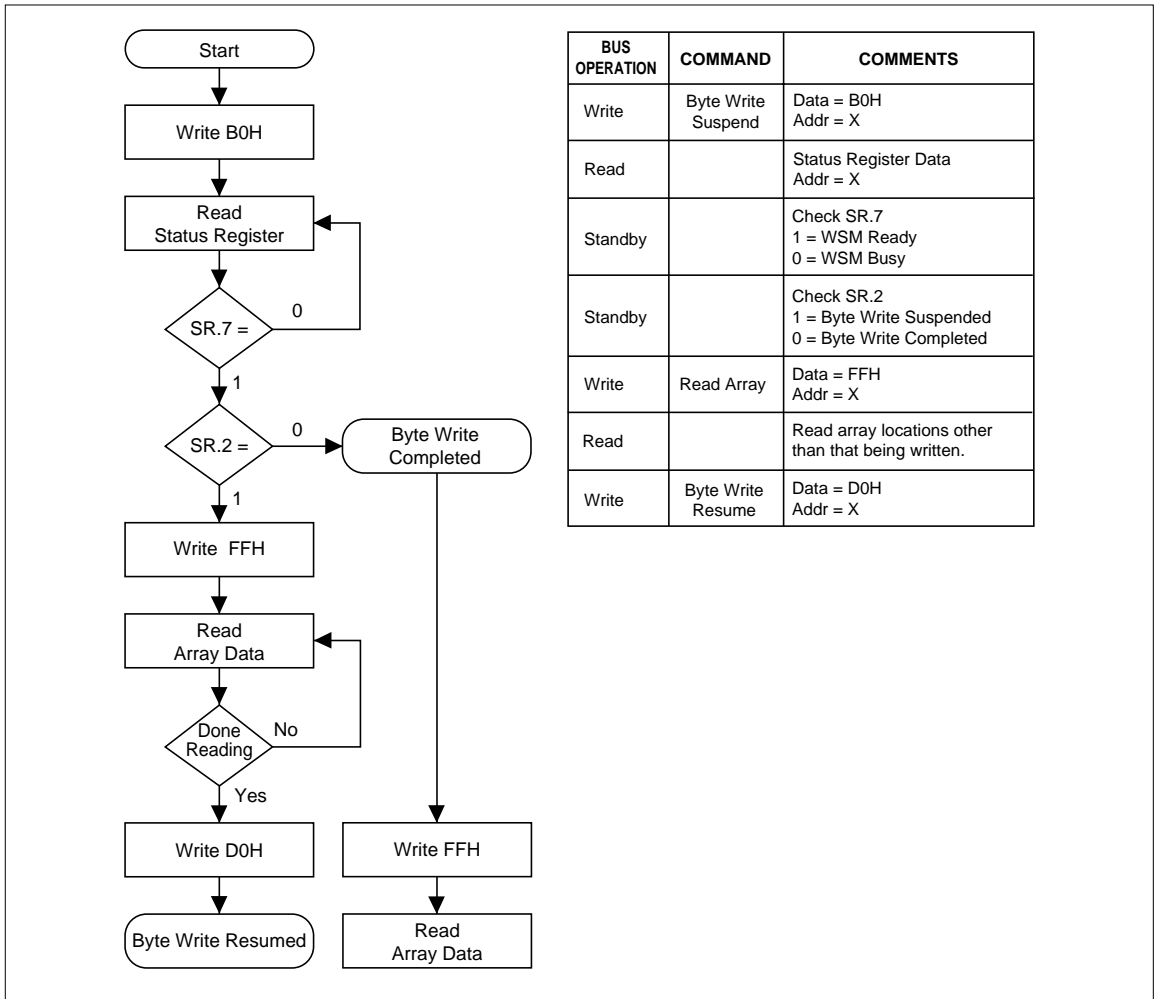 Start
Write B0H
Read
Status Register
SR.7 =
0
1
SR.2 =
0
Byte Write
Completed
1
Write FFH
Read
Array Data
Done
Reading
No
Yes
Write D0H
Write FFH
Byte Write Resumed
Read
Array Data
BUS
OPERATION
COMMAND
COMMENTS
Write
Byte Write
Suspend
Data = B0H
Addr = X
Read
Status Register Data
Addr = X
Standby
Check SR.7
1 = WSM Ready
0 = WSM Busy
Standby
Check SR.2
1 = Byte Write Suspended
0 = Byte Write Completed
Write
Read Array
Data = FFH
Addr = X
Read
Read array locations other
than that being written.
Write
Byte Write
Resume
Data = D0H
Addr = X